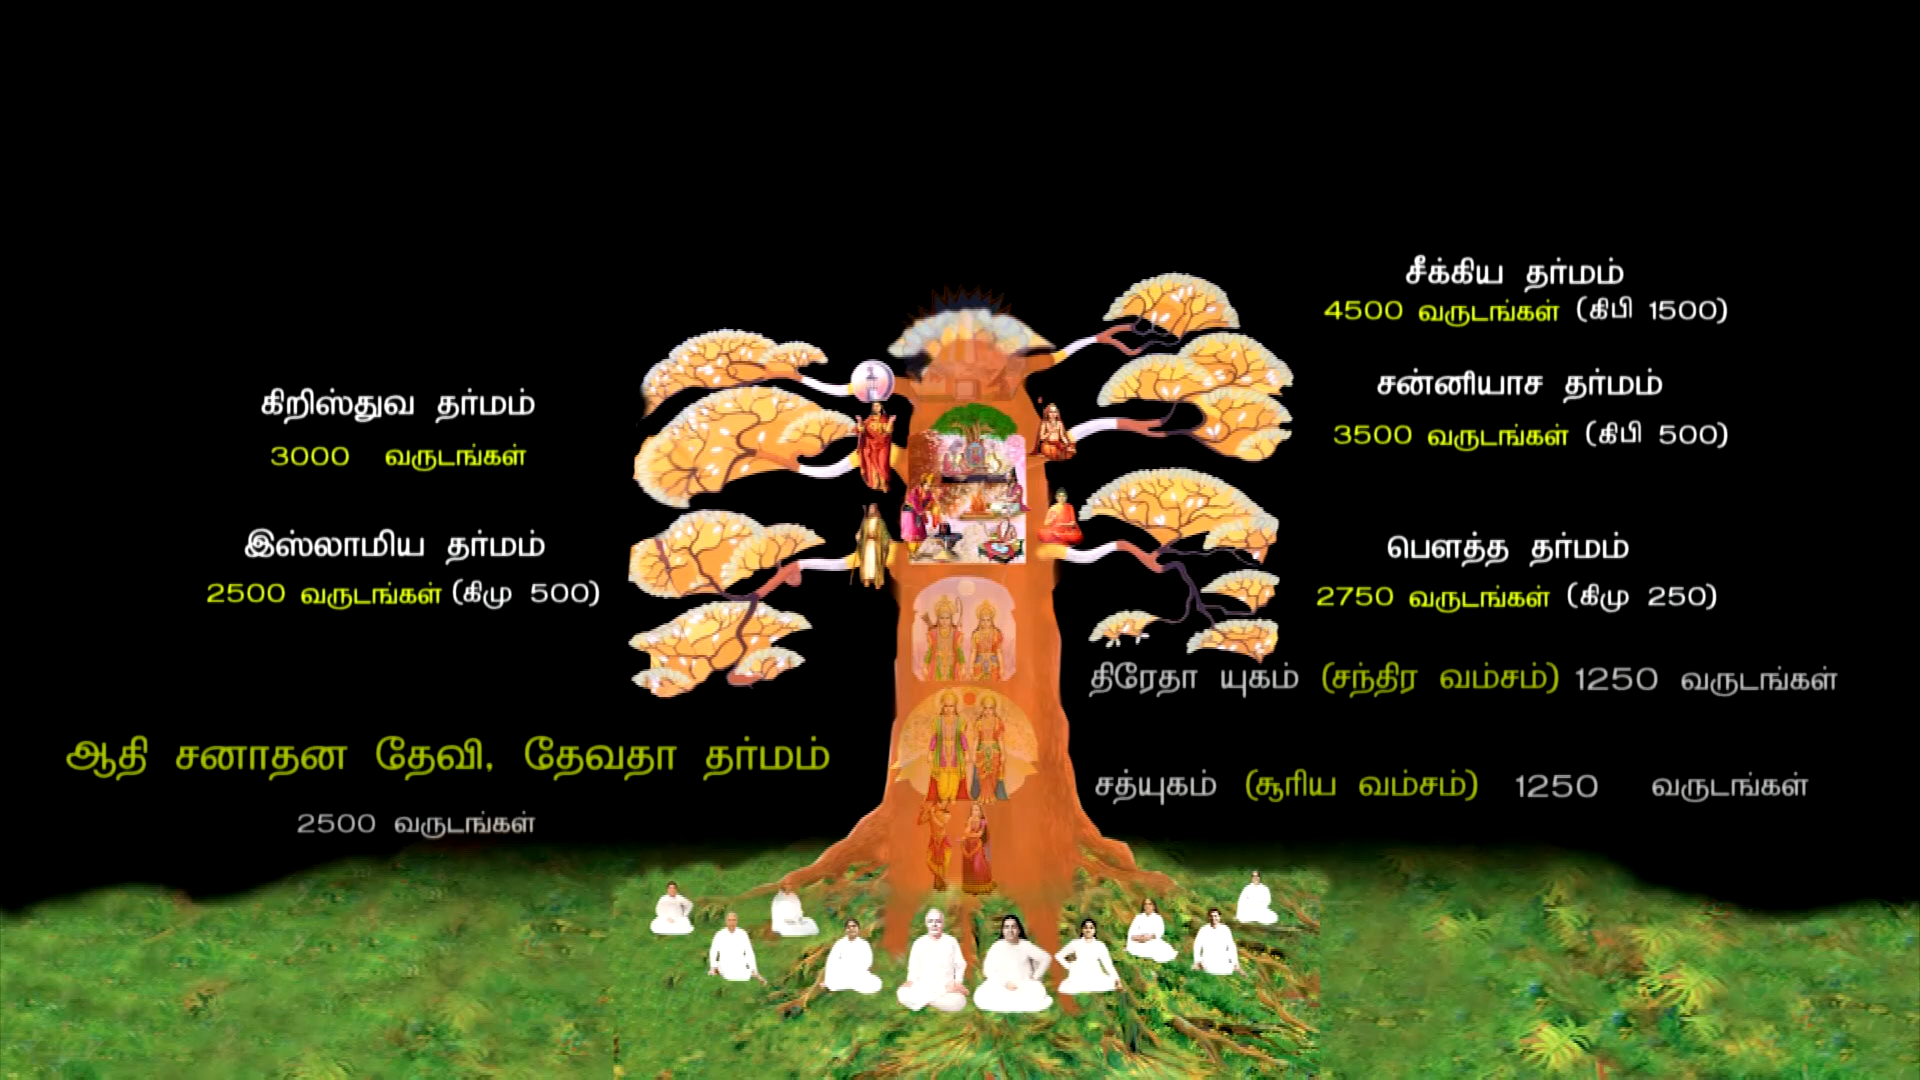 சீக்கிய தர்மம்
4500 வருடங்கள் (கிபி 1500)
கிறிஸ்துவ தர்மம்
3000 வருடங்கள்
சன்னியாச தர்மம்
3500 வருடங்கள் (கிபி 500)
இஸ்லாமிய தர்மம்
2500 வருடங்கள் (கிமு 500)
பௌத்த தர்மம்
2750 வருடங்கள் (கிமு 250)
திரேதா யுகம் (சந்திர வம்சம்) 1250 வருடங்கள்
ஆதி சனாதன தேவி, தேவதா தர்மம்
2500 வருடங்கள்
சத்யுகம் (சூரிய வம்சம்) 1250 வருடங்கள்